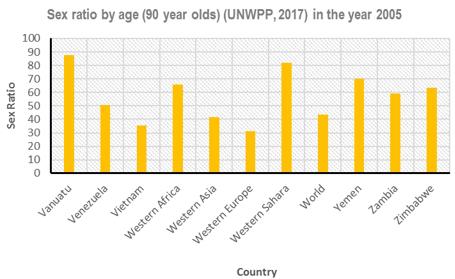 Sex ratio by age (90 year olds) (UNWPP, 2017) in the year 2005
100
90
80
70
60
50
40
30
20
10
0
Sex Ratio
Vanuatu
Venezuela
Vietnam
Western Africa
Western Asia
Western Europe
Western Sahara
World
Yemen
Zambia
Zimbabwe
Country